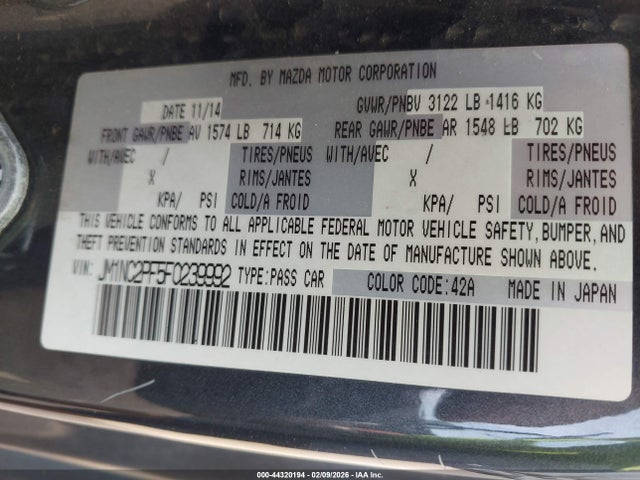 MFD. BY MAZDA MOTOR CORPORATION
DATE 11/14 GVWR/PNBV 3122 LB 1416 KG
FRONT GAWR/PNBE AV 1574 LB 714 KG REAR GAWR/PNBE AR 1548 LB 702 KG
WITH/AVEC / TIRES/PNEUS WITH/AVEC / TIRES/PNEUS
X RIMS/JANTES X RIMS/JANTES
KPA/ PSI COLD/A FROID KPA/ PSI COLD/A FROID
THIS VEHICLE CONFORMS TO ALL APPLICABLE FEDERAL MOTOR VEHICLE SAFETY, BUMPER, AND
THEFT PREVENTION STANDARDS IN EFFECT ON THE DATE OF MANUFACTURE SHOWN ABOVE.
VIN: JM1NC2PF5F0239992 TYPE:PASS CAR COLOR CODE:42A MADE IN JAPAN
000-44320194 - 02/09/2026 - IAA Inc.